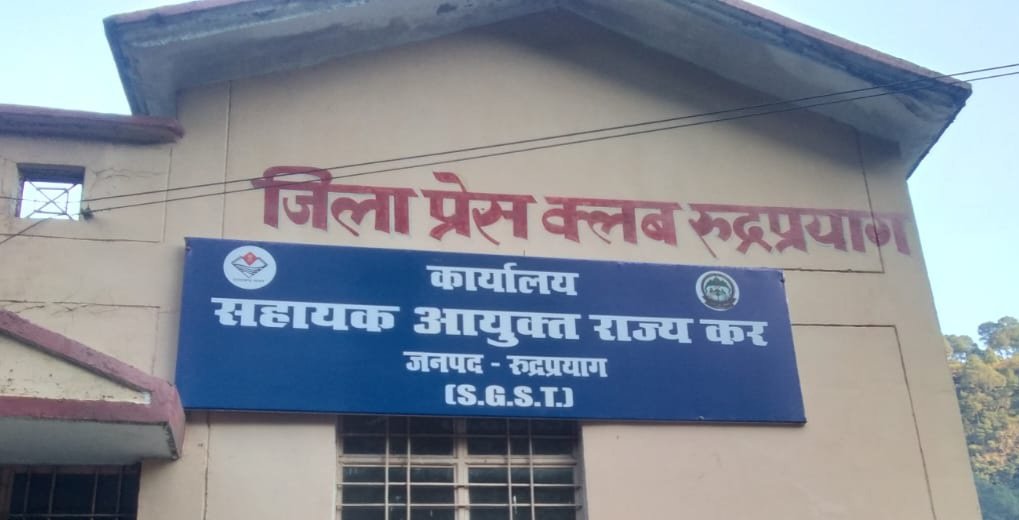 जिला प्रेस क्लब रुद्रप्रयाग
कार्यालय
सहायक आयुक्त राज्य कर
जनपद - रुद्रप्रयाग
(S.G.S.T.)